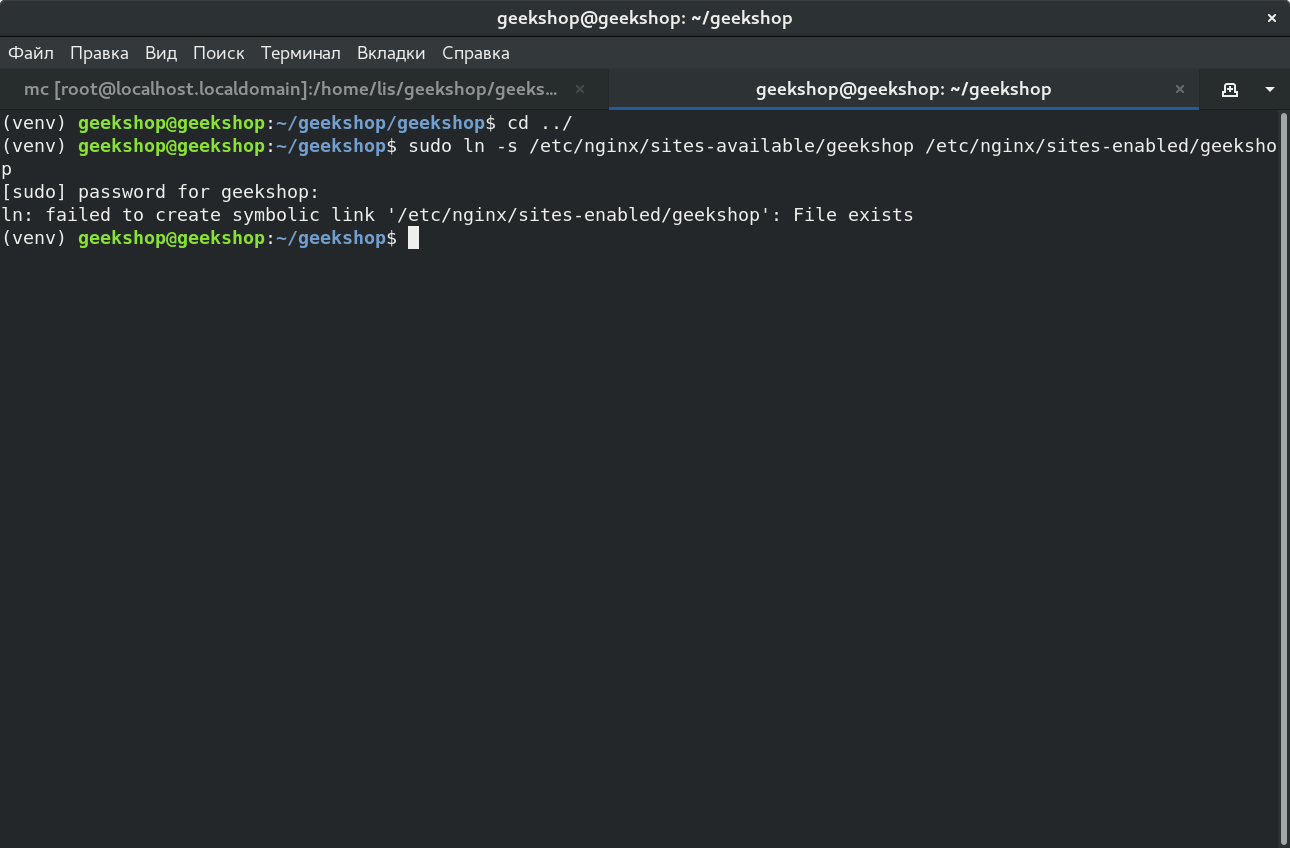 geekshop@geekshop: ~/geekshop
Файл Правка Вид Поиск Терминал Вкладки Справка
mc [root@localhost.localdomain]:/home/lis/geekshop/geeks... geekshop@geekshop: ~/geekshop
(venv) geekshop@geekshop:~/geekshop/geekshop$ cd ../
(venv) geekshop@geekshop:~/geekshop$ sudo ln -s /etc/nginx/sites-available/geekshop /etc/nginx/sites-enabled/geeksho
p
[sudo] password for geekshop:
ln: failed to create symbolic link '/etc/nginx/sites-enabled/geekshop': File exists
(venv) geekshop@geekshop:~/geekshop$